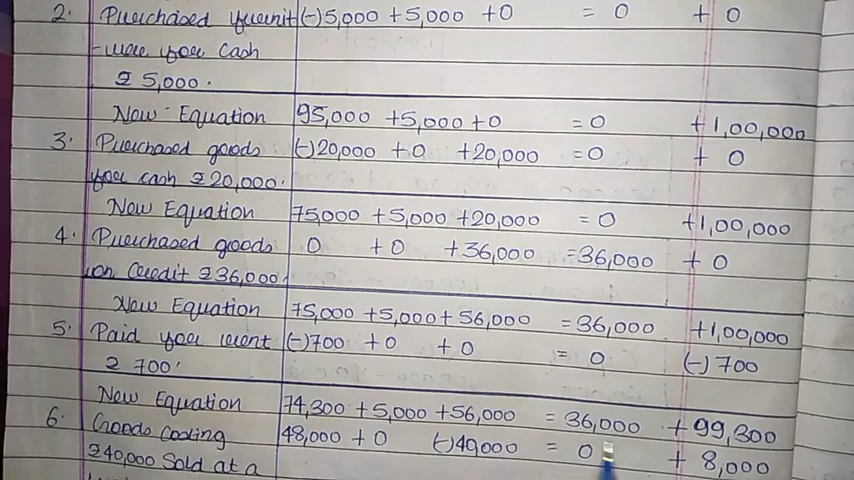 2. Purchased furnit (-)5,000 + 5,000 + 0 = 0 + 0
-ure for cash
₹ 5,000.
New Equation 95,000 + 5,000 + 0 = 0 + 1,00,000
3. Purchased goods (-)20,000 + 0 + 20,000 = 0 + 0
for cash ₹ 20,000.
New Equation 75,000 + 5,000 + 20,000 = 0 + 1,00,000
4. Purchased goods 0 + 0 + 36,000 = 36,000 + 0
on Credit ₹ 36,000.
New Equation 75,000 + 5,000 + 56,000 = 36,000 + 1,00,000
5. Paid for rent (-)700 + 0 + 0 = 0 (-)700
₹ 700.
New Equation 74,300 + 5,000 + 56,000 = 36,000 + 99,300
6. Goods Costing 48,000 + 0 (-)40,000 = 0 + 8,000
₹40,000 Sold at a